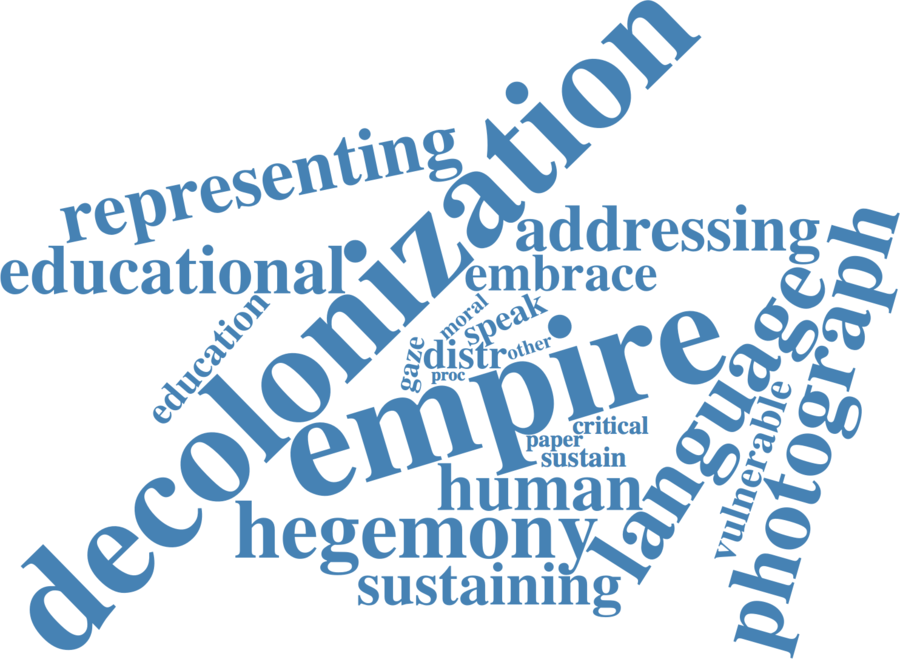 decolonization
representing
addressing
educational
embrace
photograph
language
education
moral
speak
gaze
distr
other
proc
empire
vulnerable
critical
paper
sustain
human
hegemony
sustaining